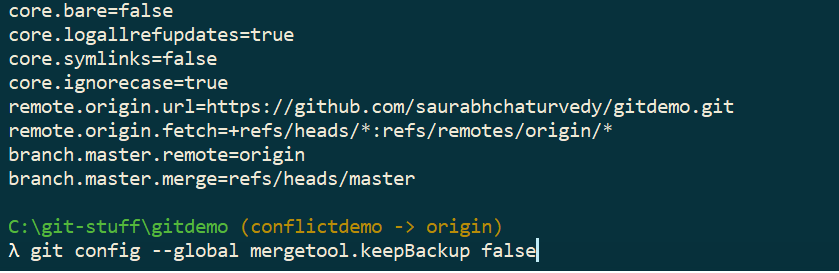 core.bare=false
core.logallrefupdates=true
core.symlinks=false
core.ignorecase=true
remote.origin.url=https://github.com/saurabhchaturvedy/gitdemo.git
remote.origin.fetch=+refs/heads/*:refs/remotes/origin/*
branch.master.remote=origin
branch.master.merge=refs/heads/master
C:\git-stuff\gitdemo (conflictdemo -> origin)
λ git config --global mergetool.keepBackup false